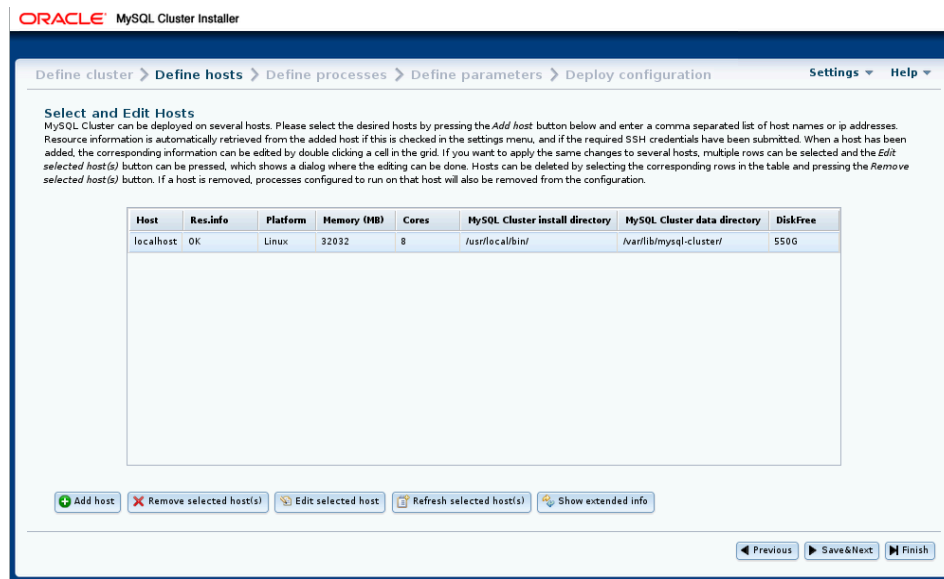 ORACLE® MySQL Cluster Installer
Define cluster > Define hosts > Define processes > Define parameters > Deploy configuration
Settings Help
Select and Edit Hosts
MySQL Cluster can be deployed on several hosts. Please select the desired hosts by pressing the Add host button below and enter a comma separated list of host names or ip addresses.
Resource information is automatically retrieved from the added host if this is checked in the settings menu, and if the required SSH credentials have been submitted. When a host has been
added, the corresponding information can be edited by double clicking a cell in the grid. If you want to apply the same changes to several hosts, multiple rows can be selected and the Edit
selected host(s) button can be pressed, which shows a dialog where the editing can be done. Hosts can be deleted by selecting the corresponding rows in the table and pressing the Remove
selected host(s) button. If a host is removed, processes configured to run on that host will also be removed from the configuration.
Host Res.info Platform Memory (MB) Cores MySQL Cluster install directory MySQL Cluster data directory DiskFree
localhost OK Linux 32032 8 /usr/local/bin/ /var/lib/mysql-cluster/ 550G
Add host Remove selected host(s) Edit selected host Refresh selected host(s) Show extended info
Previous Save&Next Finish